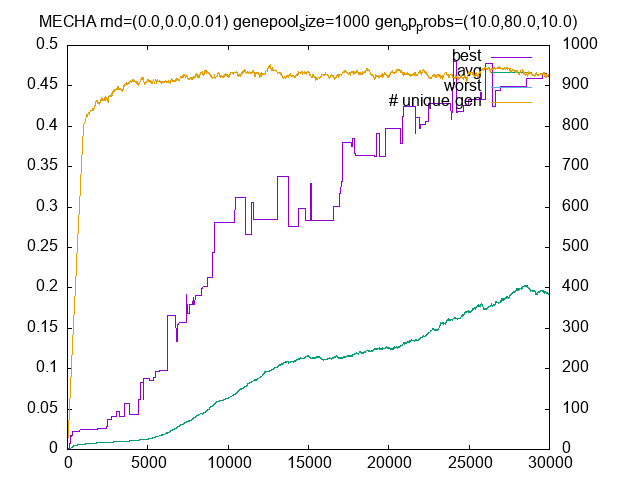 MECHA rnd=(0.0,0.0,0.01) genepoolsize=1000 genopprobs=(10.0,80.0,10.0)
0.5 1000
best
avg
0.45 worst 900
# unique gen
0.4 800
0.35 700
0.3 600
0.25 500
0.2 400
0.15 300
0.1 200
0.05 100
0 0
0 5000 10000 15000 20000 25000 30000